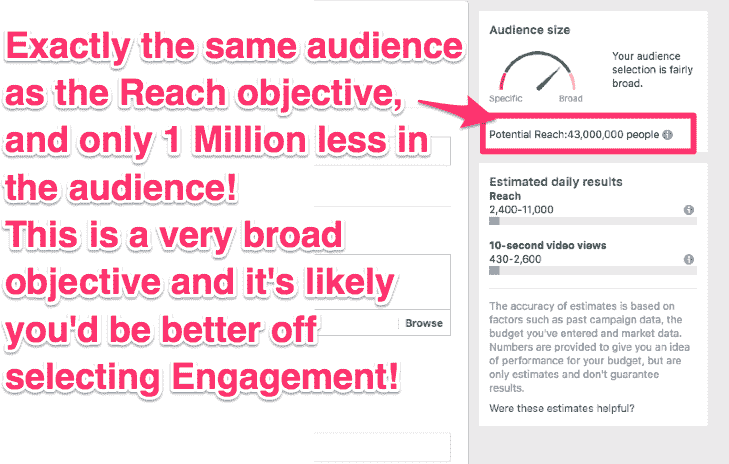 Exactly the same audience
as the Reach objective,
and only 1 Million less in
the audience!
This is a very broad
objective and it's likely
you'd be better off
selecting Engagement!
Browse
Audience size
Specific
Broad
Your audience
selection is fairly
broad.
Potential Reach:43,000,000 people
Estimated daily results
Reach
2,400-11,000
10-second video views
430-2,600
The accuracy of estimates is based on
factors such as past campaign data, the
budget you've entered and market data.
Numbers are provided to give you an idea
of performance for your budget, but are
only estimates and don't guarantee
results.
Were these estimates helpful?